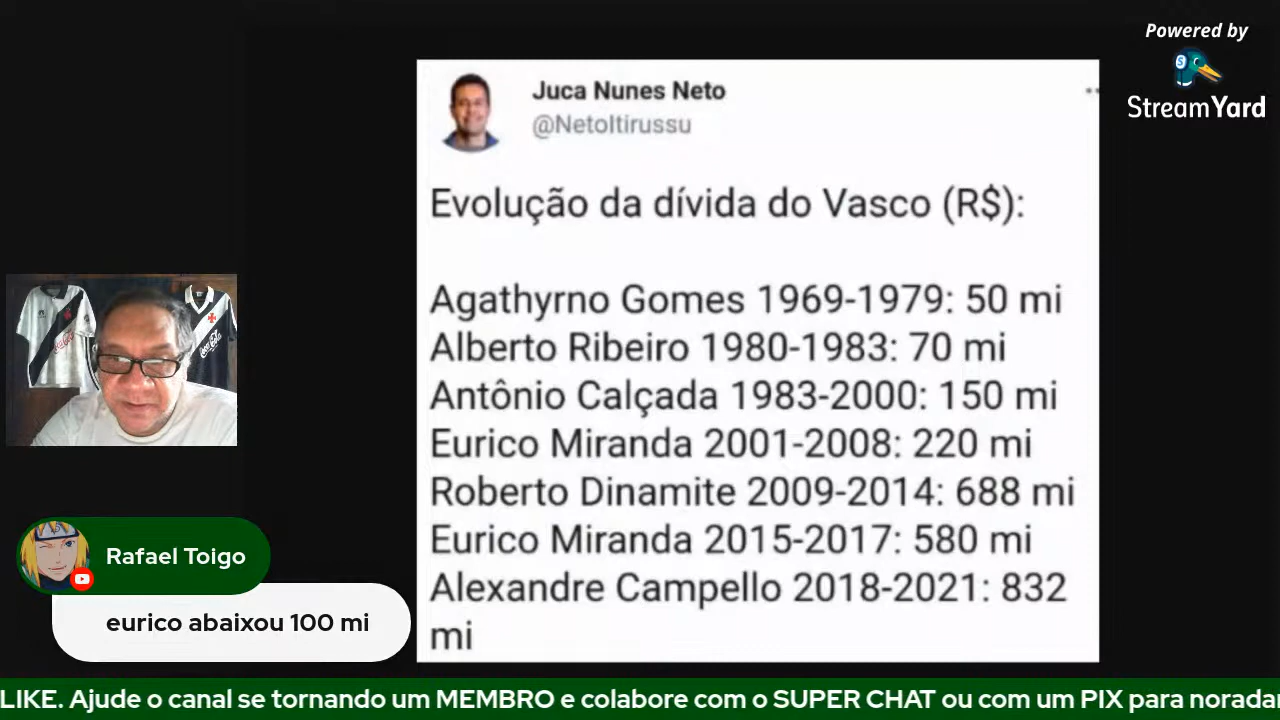 Powered by
StreamYard
Juca Nunes Neto
@NetoItirussu
Evolução da dívida do Vasco (R$):
Agathyrno Gomes 1969-1979: 50 mi
Alberto Ribeiro 1980-1983: 70 mi
Antônio Calçada 1983-2000: 150 mi
Eurico Miranda 2001-2008: 220 mi
Roberto Dinamite 2009-2014: 688 mi
Eurico Miranda 2015-2017: 580 mi
Alexandre Campello 2018-2021: 832
mi
Rafael Toigo
eurico abaixou 100 mi
LIKE. Ajude o canal se tornando um MEMBRO e colabore com o SUPER CHAT ou com um PIX para norada